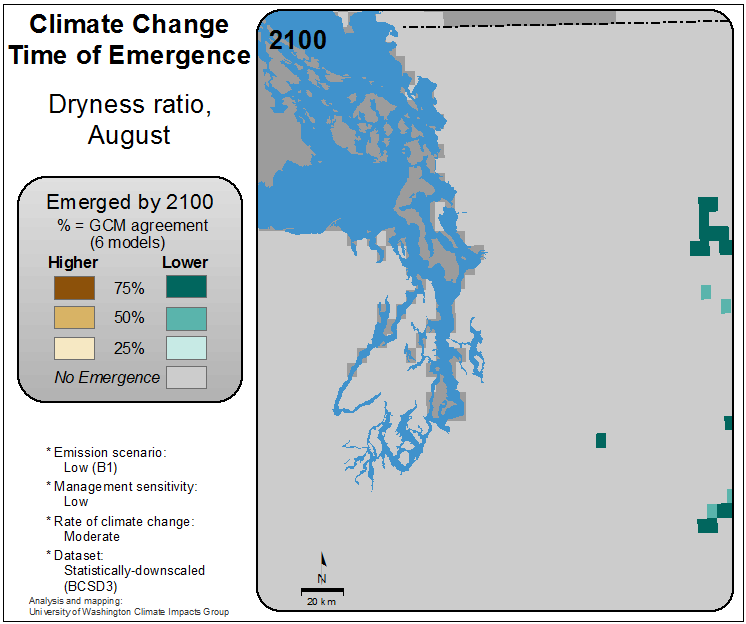 Climate Change
Time of Emergence
Dryness ratio,
August
Emerged by 2100
% = GCM agreement
(6 models)
Higher Lower
75%
50%
25%
No Emergence
* Emission scenario:
Low (B1)
* Management sensitivity:
Low
* Rate of climate change:
Moderate
* Dataset:
Statistically-downscaled
(BCSD3)
Analysis and mapping:
University of Washington Climate Impacts Group
2100
N
20 km